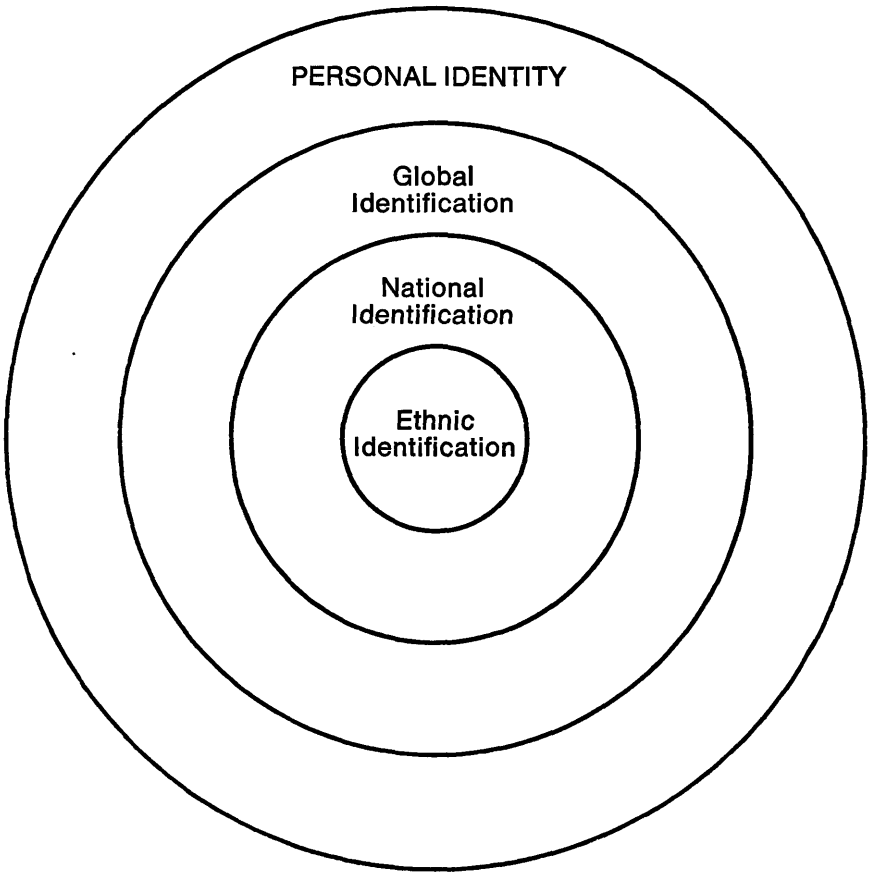 PERSONAL IDENTITY
Global
Identification
National
Identification
Ethnic
Identification